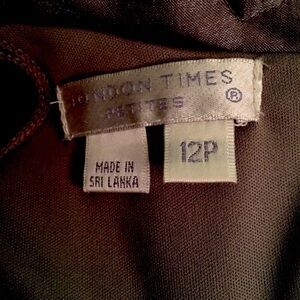 LONDON TIMES
PETITES ®
MADE IN
SRI LANKA
12P